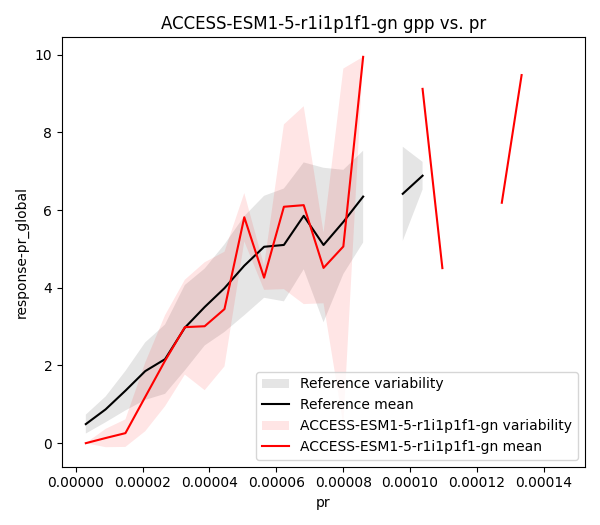 ACCESS-ESM1-5-r1i1p1f1-gn gpp vs. pr
response-pr_global
10
8
6
4
2
0
Reference variability
Reference mean
ACCESS-ESM1-5-r1i1p1f1-gn variability
ACCESS-ESM1-5-r1i1p1f1-gn mean
0.00000 0.00002 0.00004 0.00006 0.00008 0.00010 0.00012 0.00014
pr